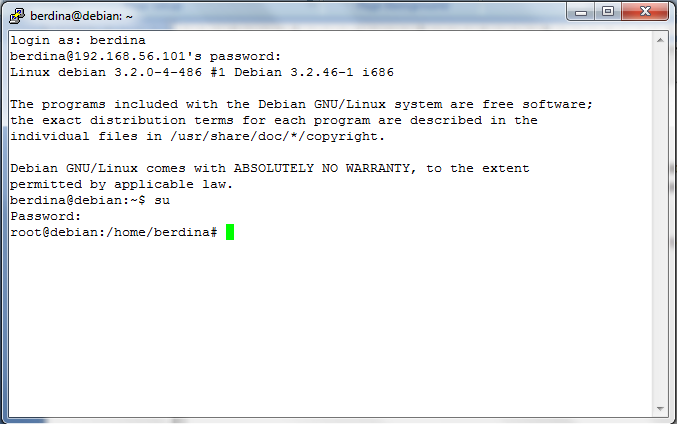 berdina@debian: ~
login as: berdina
berdina@192.168.56.101's password:
Linux debian 3.2.0-4-486 #1 Debian 3.2.46-1 i686
The programs included with the Debian GNU/Linux system are free software;
the exact distribution terms for each program are described in the
individual files in /usr/share/doc/*/copyright.
Debian GNU/Linux comes with ABSOLUTELY NO WARRANTY, to the extent
permitted by applicable law.
berdina@debian:~$ su
Password:
root@debian:/home/berdina#